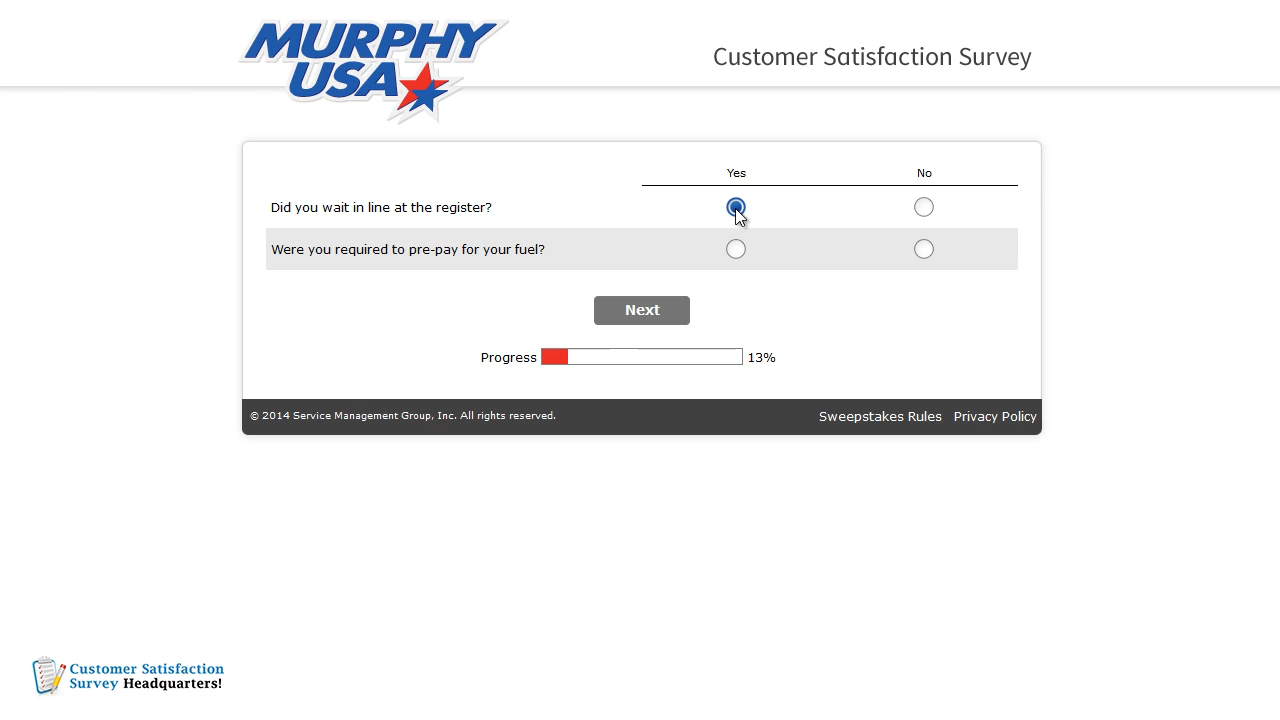 MURPHY
USA
Customer Satisfaction Survey
Yes No
Did you wait in line at the register?
Were you required to pre-pay for your fuel?
Next
Progress 13%
© 2014 Service Management Group, Inc. All rights reserved. Sweepstakes Rules Privacy Policy
Customer Satisfaction
Survey Headquarters!